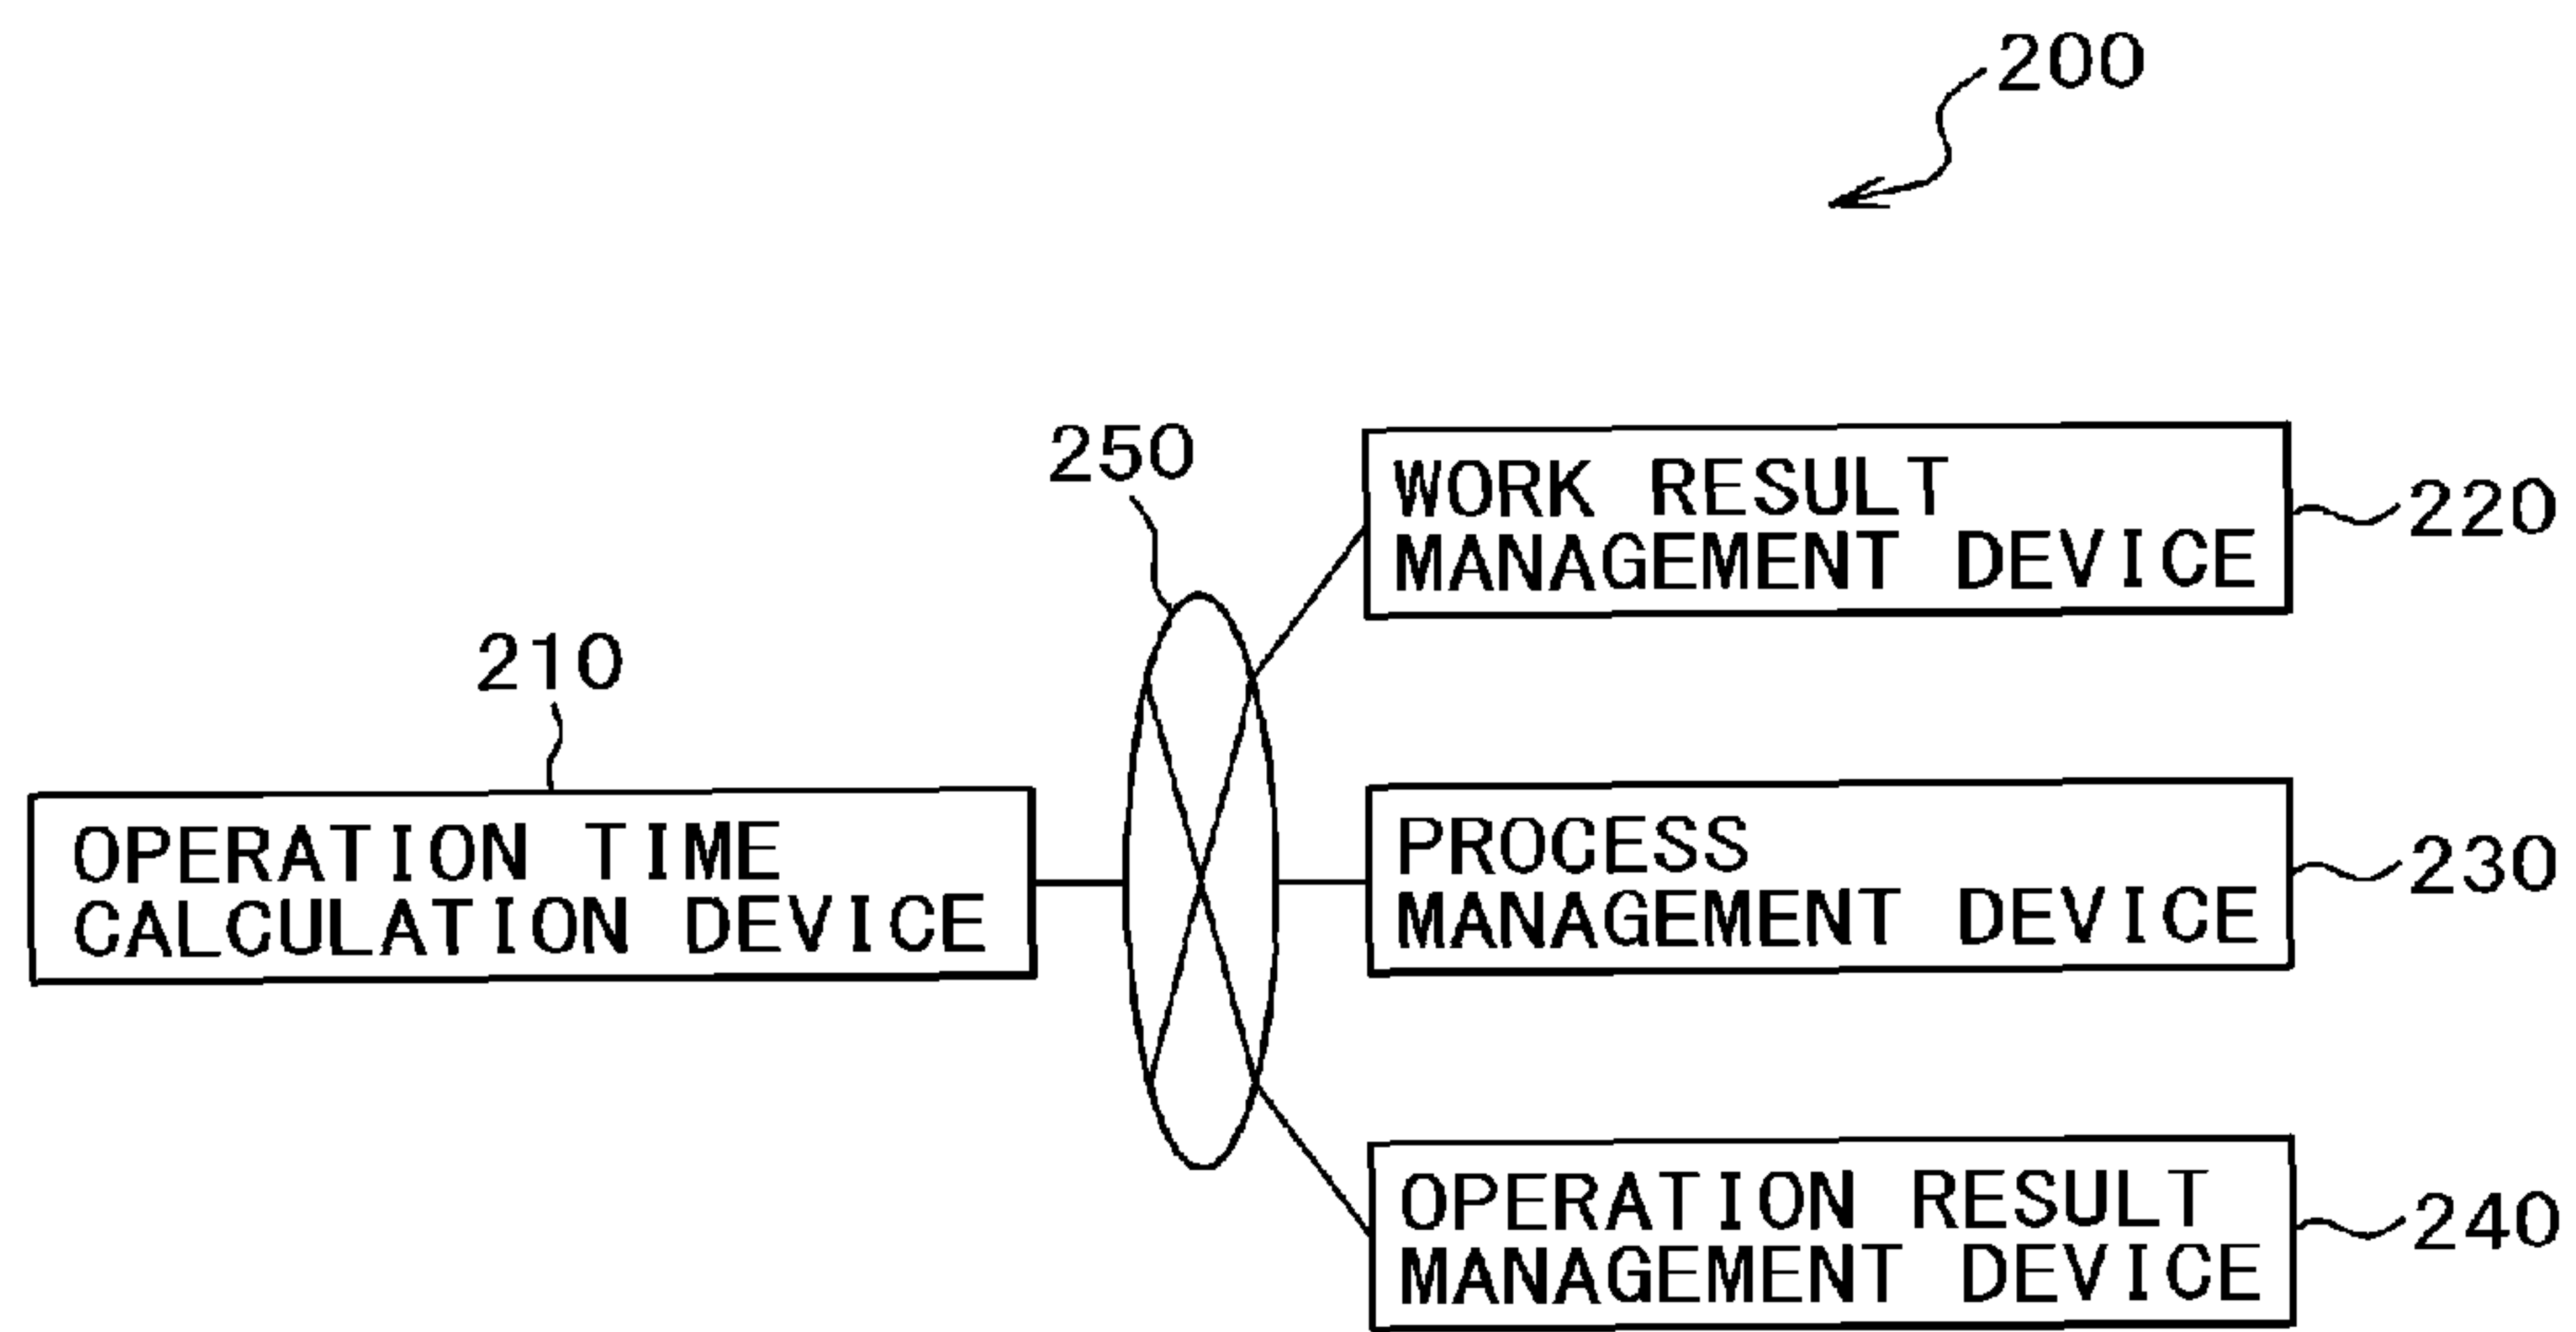 200
250
WORK RESULT
MANAGEMENT DEVICE
220
210
OPERATION TIME
CALCULATION DEVICE
PROCESS
MANAGEMENT DEVICE
230
OPERATION RESULT
MANAGEMENT DEVICE
240